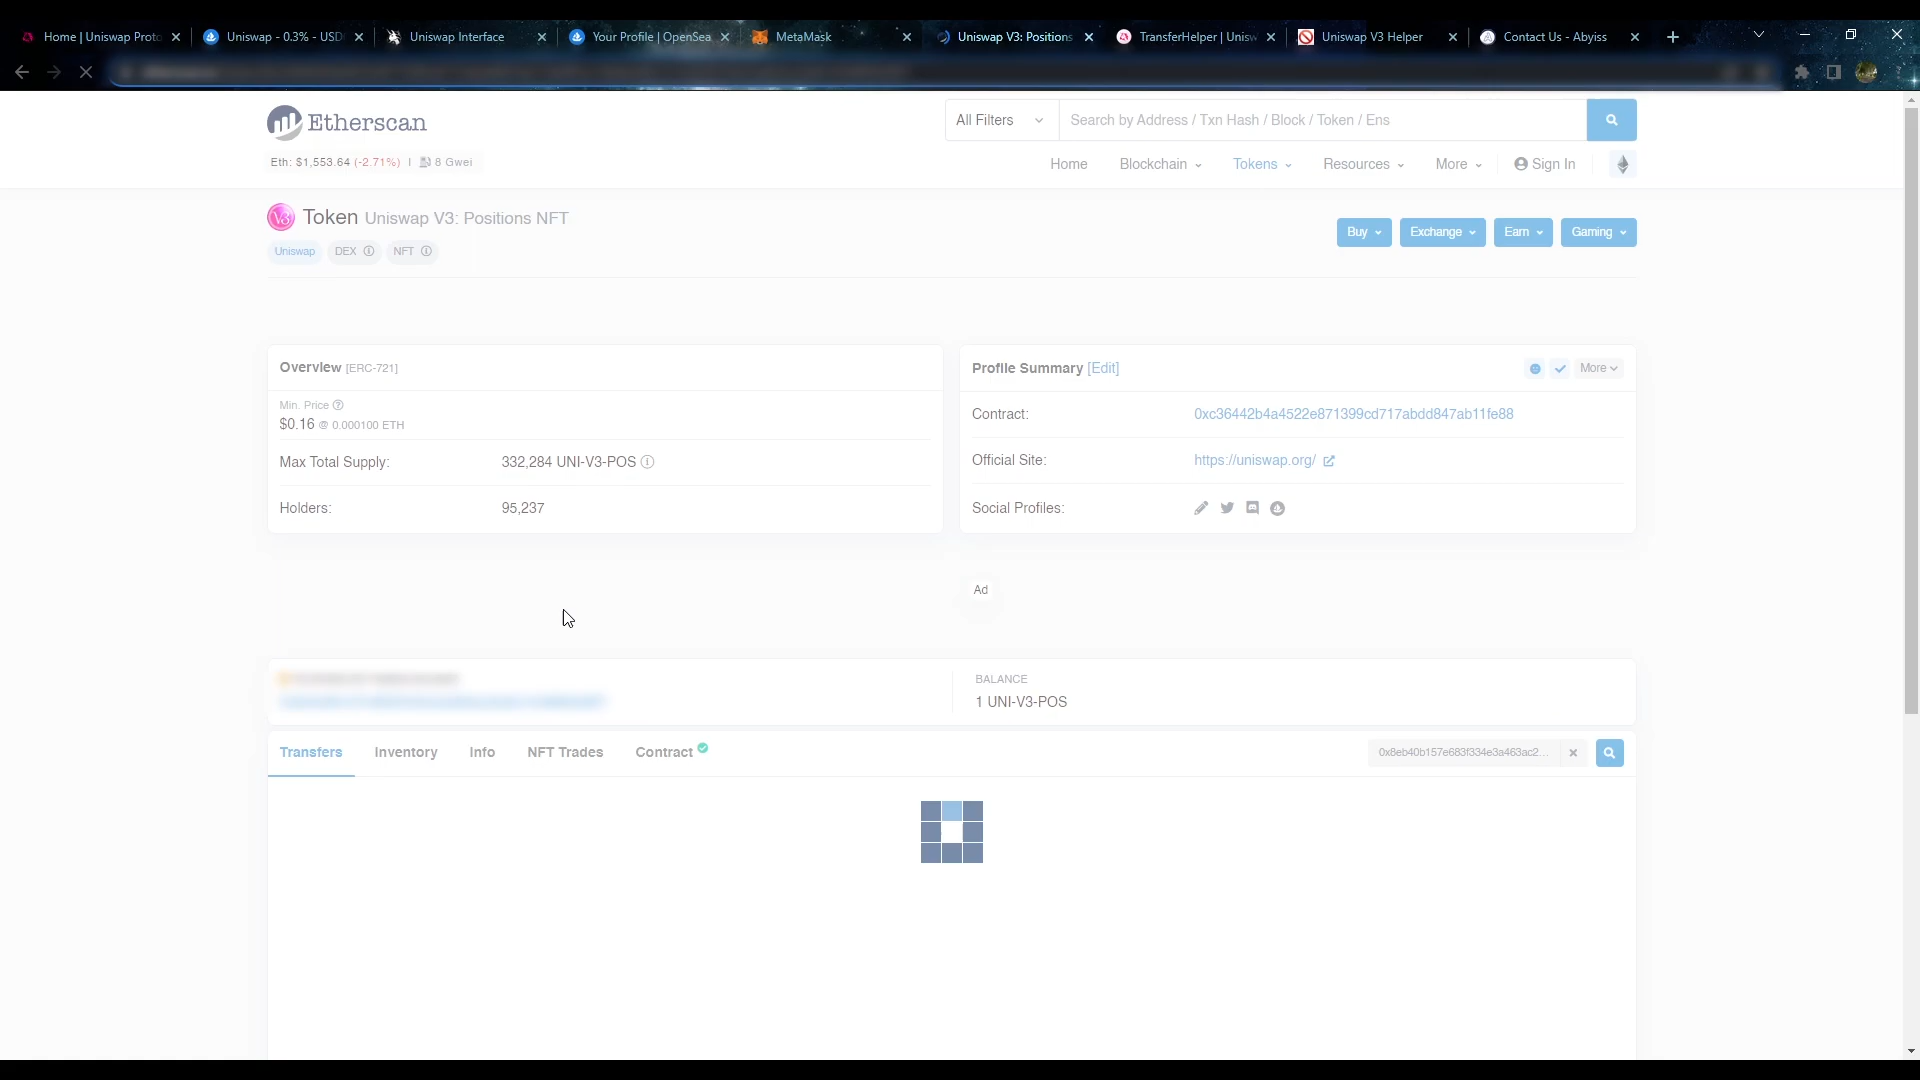 Home | Uniswap Proto
Uniswap - 0.3% - USD
Uniswap Interface
Your Profile | OpenSea
MetaMask
Uniswap V3: Positions
TransferHelper | Unisw
Uniswap V3 Helper
Contact Us - Abyiss
Etherscan
All Filters
Search by Address / Txn Hash / Block / Token / Ens
Eth: $1,553.64 (-2.71%) | 8 Gwei
Home
Blockchain
Tokens
Resources
More
Sign In
V3 Token Uniswap V3: Positions NFT
Buy
Exchange
Earn
Gaming
Uniswap
DEX
NFT
Overview [ERC-721]
Min. Price
$0.16 @ 0.000100 ETH
Max Total Supply:
332,284 UNI-V3-POS
Holders:
95,237
Profile Summary [Edit]
More
Contract:
0xc36442b4a4522e871399cd717abdd847ab11fe88
Official Site:
https://uniswap.org/
Social Profiles:
Ad
BALANCE
1 UNI-V3-POS
Transfers
Inventory
Info
NFT Trades
Contract
0x8eb40b157e683f334e3a463ac2...